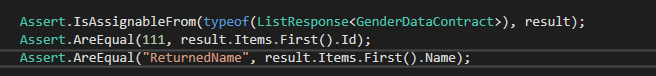 Assert.IsAssignableFrom(typeof(ListResponse<GenderDataContract>), result);
Assert.AreEqual(111, result.Items.First().Id);
Assert.AreEqual("ReturnedName", result.Items.First().Name);